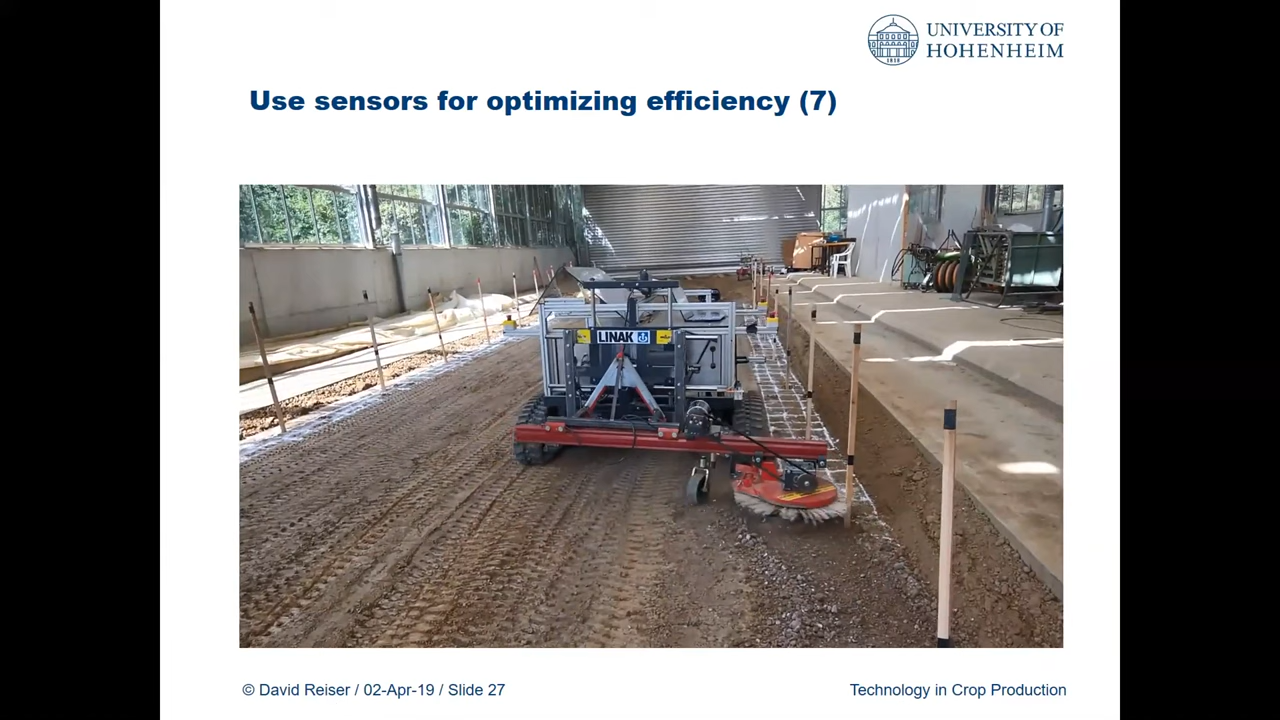 UNIVERSITY OF
HOHENHEIM
1818
Use sensors for optimizing efficiency (7)
LINAK
© David Reiser / 02-Apr-19 / Slide 27
Technology in Crop Production